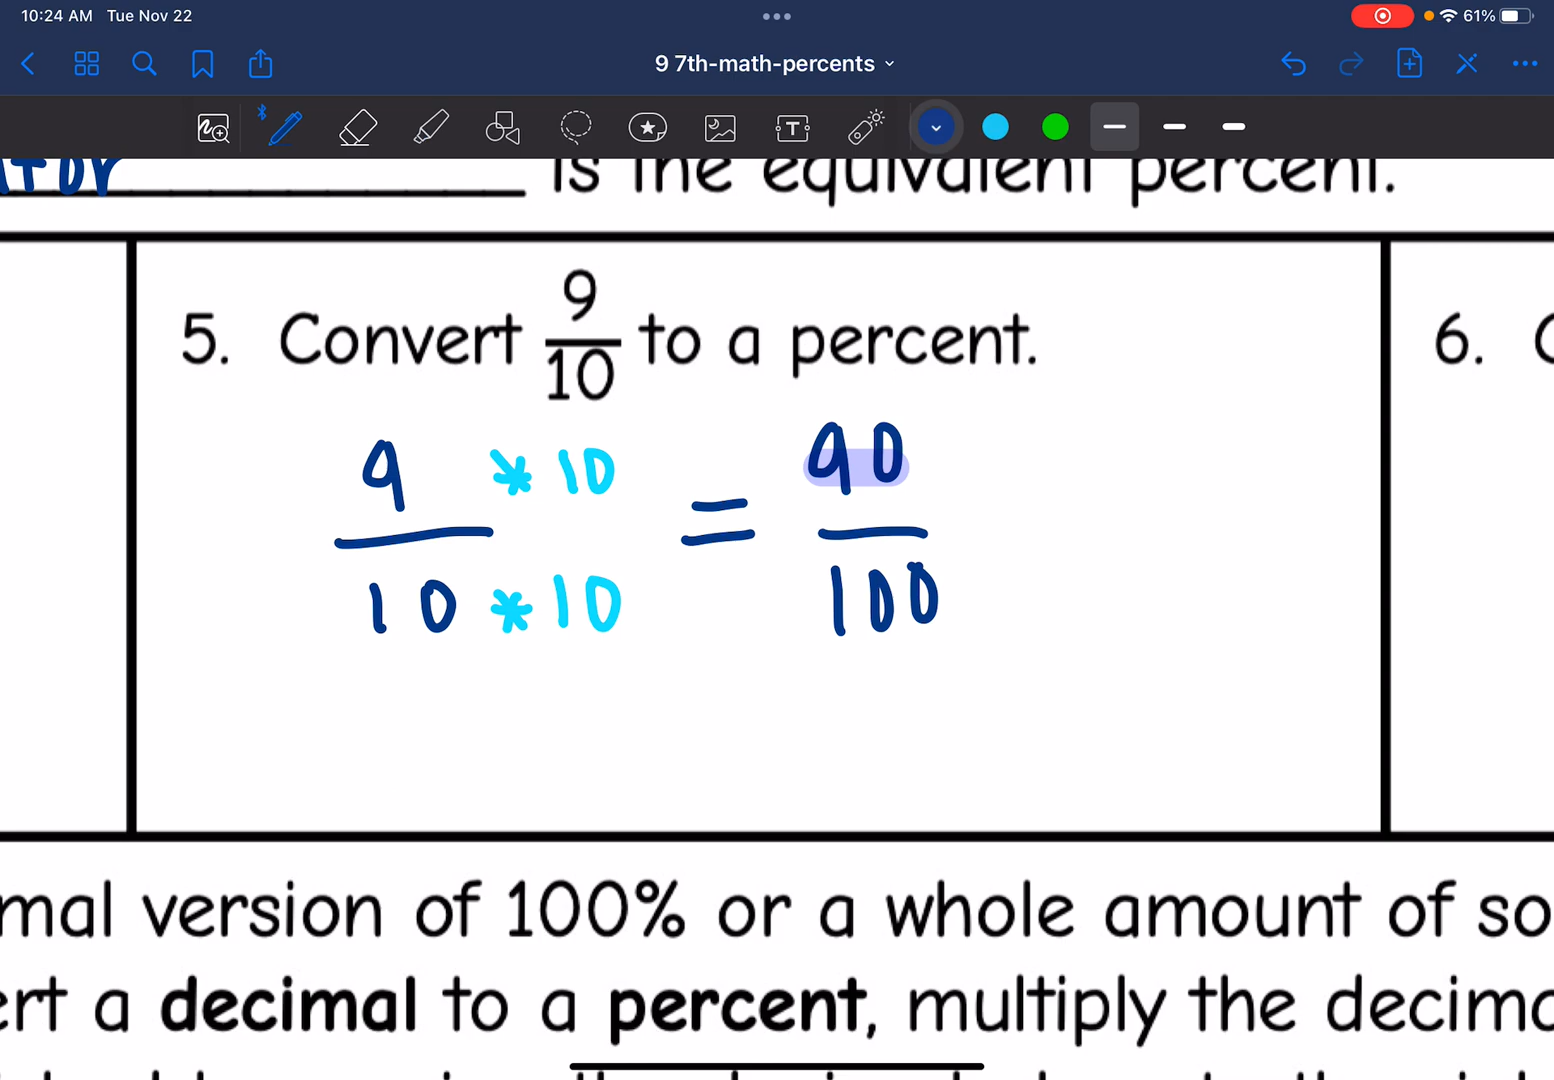 10:24 AM Tue Nov 22
61%
9 7th-math-percents
T
is the equivalent percent.
5. Convert 9/10 to a percent.
6.
9 * 10 = 90
10 * 10 100
mal version of 100% or a whole amount of so
ert a decimal to a percent, multiply the decima